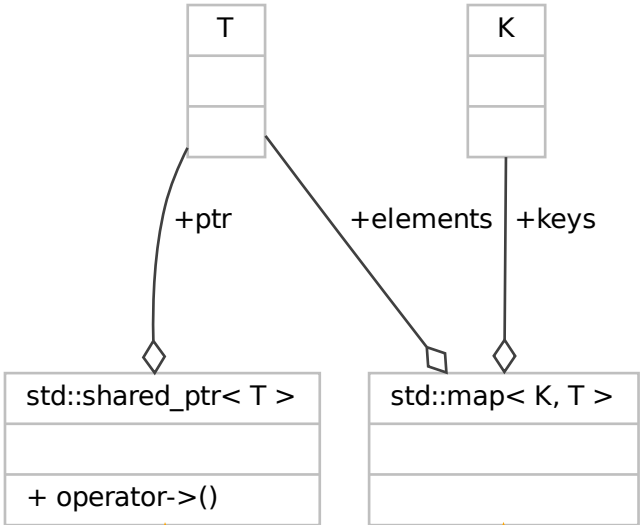 T
K
+ptr
+elements
+keys
std::shared_ptr< T >
std::map< K, T >
+ operator->()